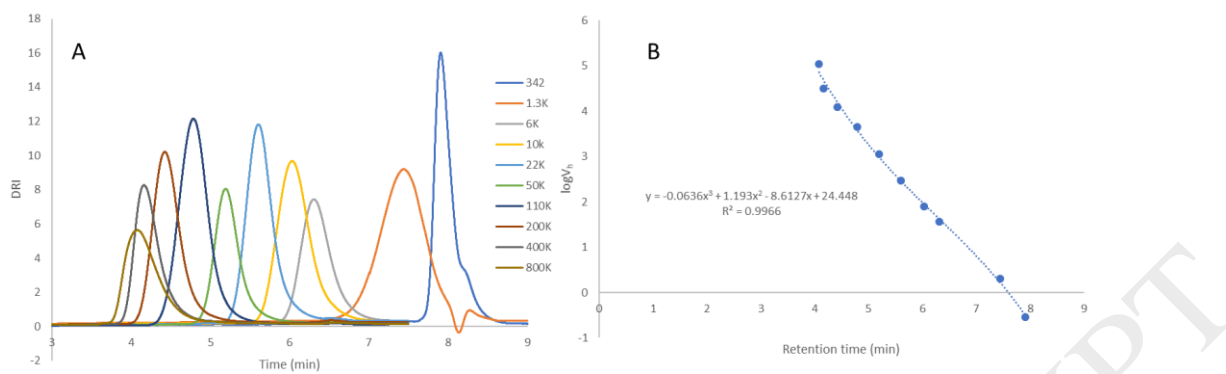 A
DRI
18
16
14
12
10
8
6
4
2
0
-2
3 4 5 6 7 8 9
Time (min)
342
1.3K
6K
10k
22K
50K
110K
200K
400K
800K
B
logVh
6
5
4
3
2
1
0
-1
0 1 2 3 4 5 6 7 8 9
Retention time (min)
y = -0.0636x³ + 1.193x² - 8.6127x + 24.448
R² = 0.9966